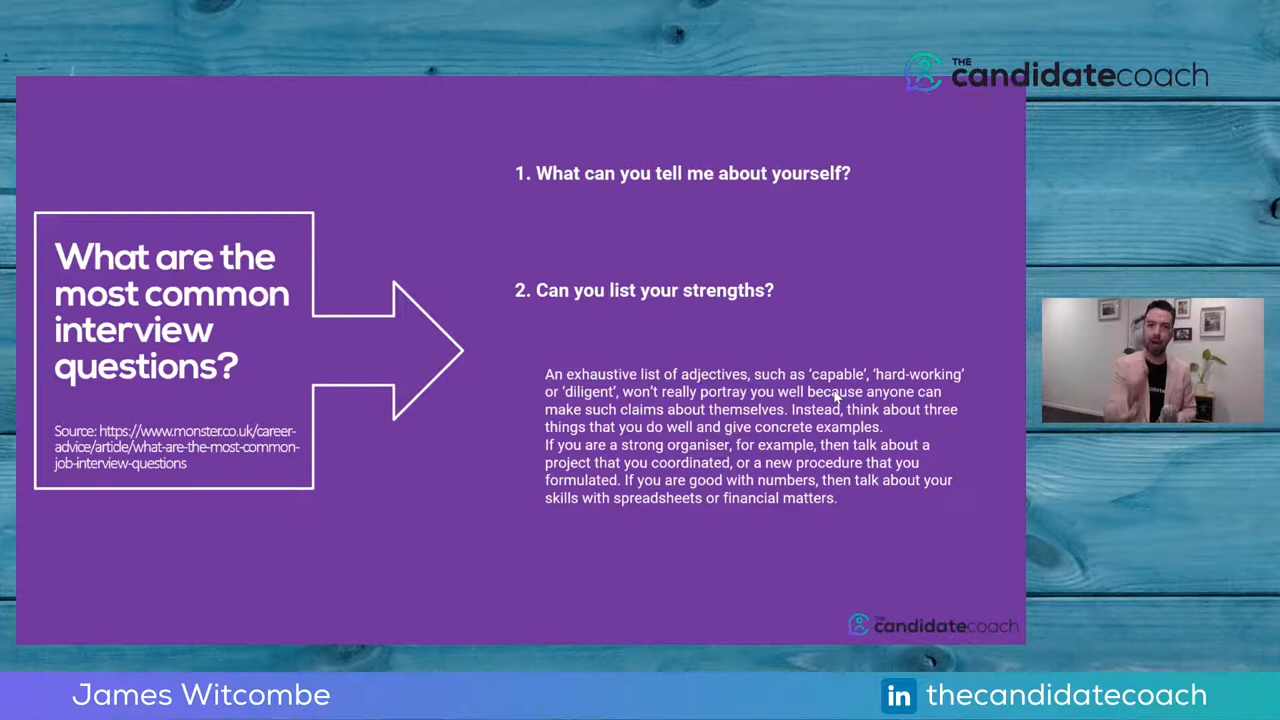 THE
candidatecoach
1. What can you tell me about yourself?
What are the
most common
interview
questions?
Source: https://www.monster.co.uk/career-
advice/article/what-are-the-most-common-
job-interview-questions
2. Can you list your strengths?
An exhaustive list of adjectives, such as ‘capable’, ‘hard-working’
or ‘diligent’, won’t really portray you well because anyone can
make such claims about themselves. Instead, think about three
things that you do well and give concrete examples.
If you are a strong organiser, for example, then talk about a
project that you coordinated, or a new procedure that you
formulated. If you are good with numbers, then talk about your
skills with spreadsheets or financial matters.
THE
candidatecoach
James Witcombe
in thecandidatecoach